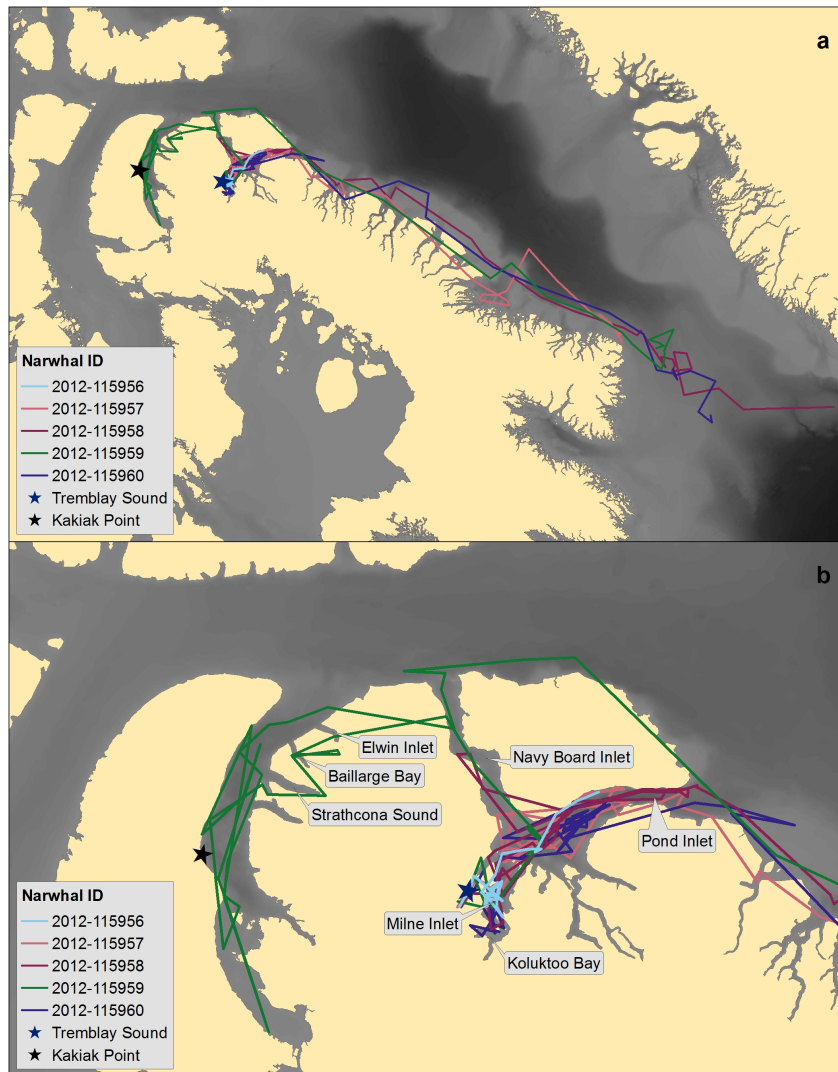 a
Narwhal ID
2012-115956
2012-115957
2012-115958
2012-115959
2012-115960
Tremblay Sound
Kakiak Point
b
Elwin Inlet
Navy Board Inlet
Baillarge Bay
Strathcona Sound
Pond Inlet
Milne Inlet
Koluktoo Bay
Narwhal ID
2012-115956
2012-115957
2012-115958
2012-115959
2012-115960
Tremblay Sound
Kakiak Point